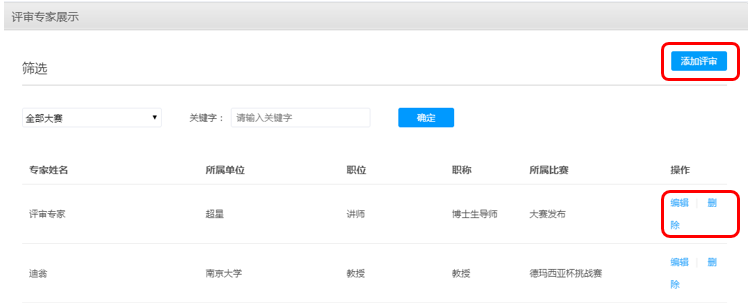 评审专家展示
添加评审
筛选
全部大赛 关键字： 请输入关键字 确定
专家姓名 所属单位 职位 职称 所属比赛 操作
评审专家 超星 讲师 博士生导师 大赛发布 编辑 | 删
除
迪翁 南京大学 教授 教授 德玛西亚杯挑战赛 编辑 | 删
除